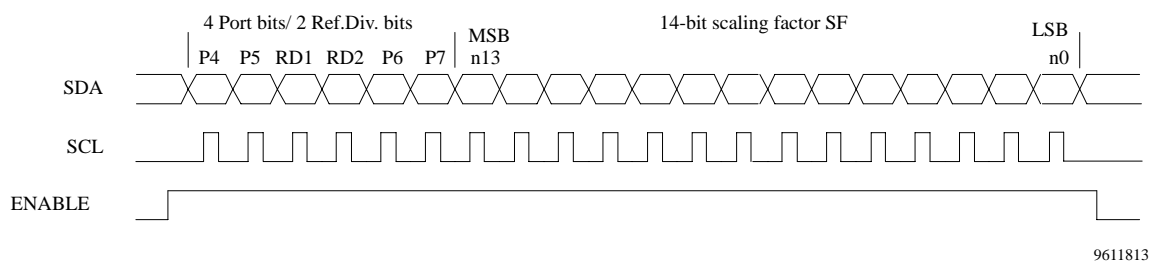 4 Port bits/ 2 Ref.Div. bits
14-bit scaling factor SF
MSB
LSB
P4 P5 RD1 RD2 P6 P7 n13 n0
SDA
SCL
ENABLE
9611813